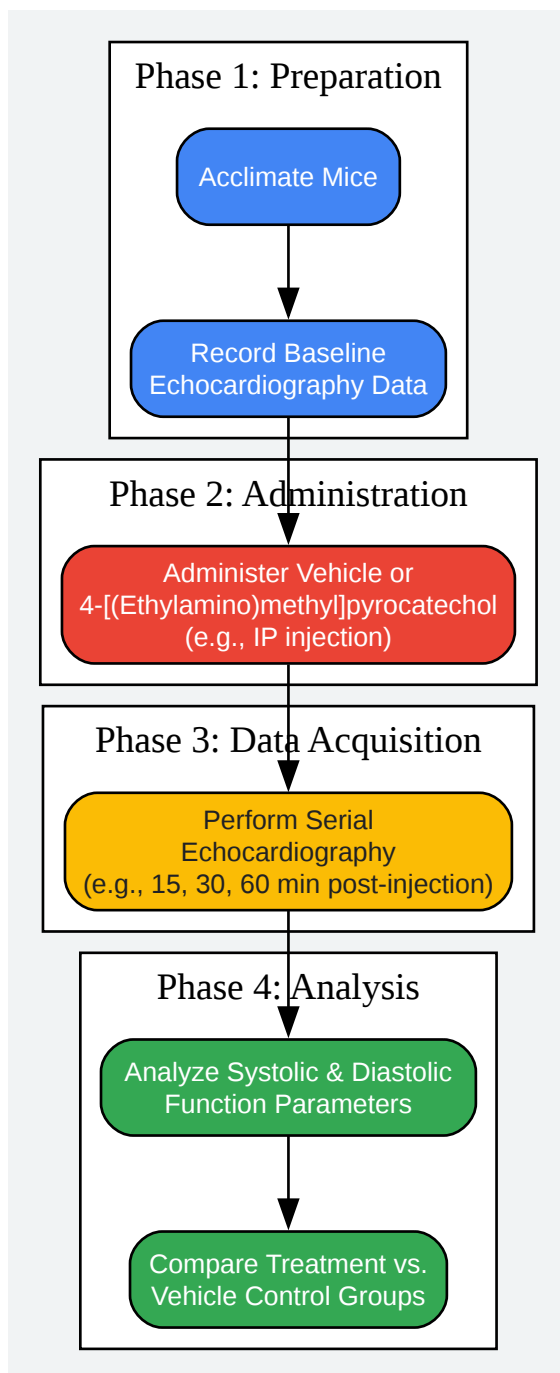 Phase 1: Preparation
Acclimate Mice
Record Baseline
Echocardiography Data
Phase 2: Administration
Administer Vehicle or
4-[(Ethylamino)methyl]pyrocatechol
(e.g., IP injection)
Phase 3: Data Acquisition
Perform Serial
Echocardiography
(e.g., 15, 30, 60 min post-injection)
Phase 4: Analysis
Analyze Systolic & Diastolic
Function Parameters
Compare Treatment vs.
Vehicle Control Groups